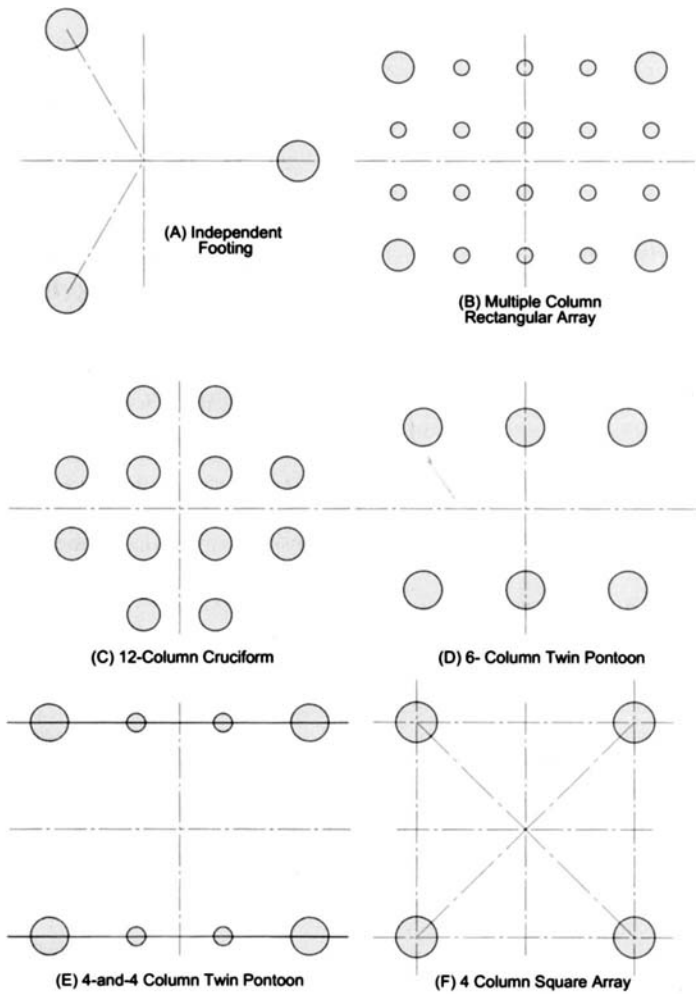 (A) Independent
Footing
(B) Multiple Column
Rectangular Array
(C) 12-Column Cruciform
(D) 6- Column Twin Pontoon
(E) 4-and-4 Column Twin Pontoon
(F) 4 Column Square Array